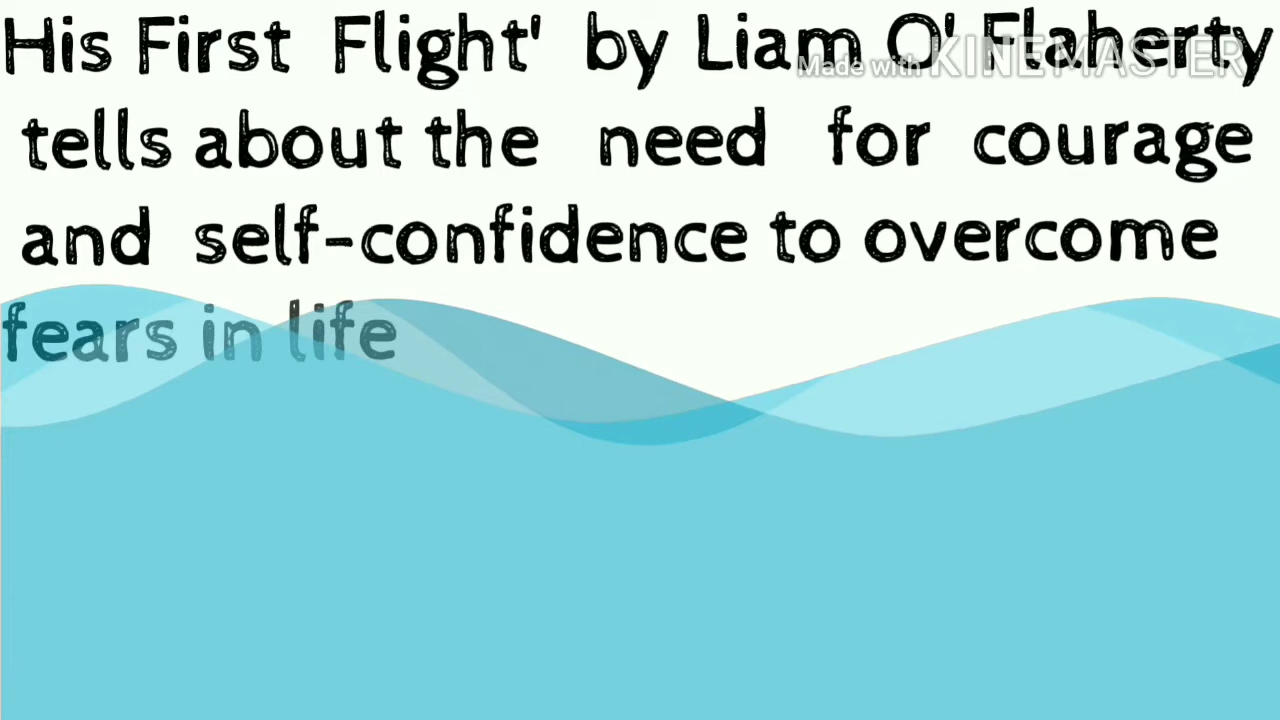 His First Flight' by Liam O' Flaherty
Made with KINEMASTER
tells about the need for courage
and self-confidence to overcome
fears in life